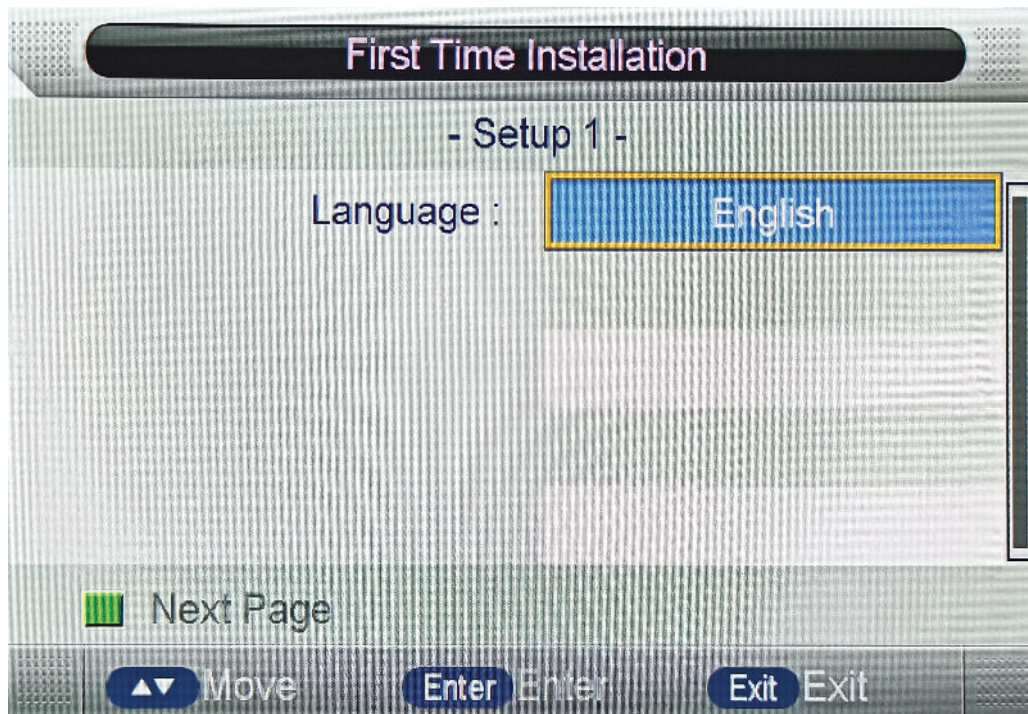 First Time Installation
- Setup 1 -
Language : English
Next Page
▲▼ Move Enter Enter Exit Exit